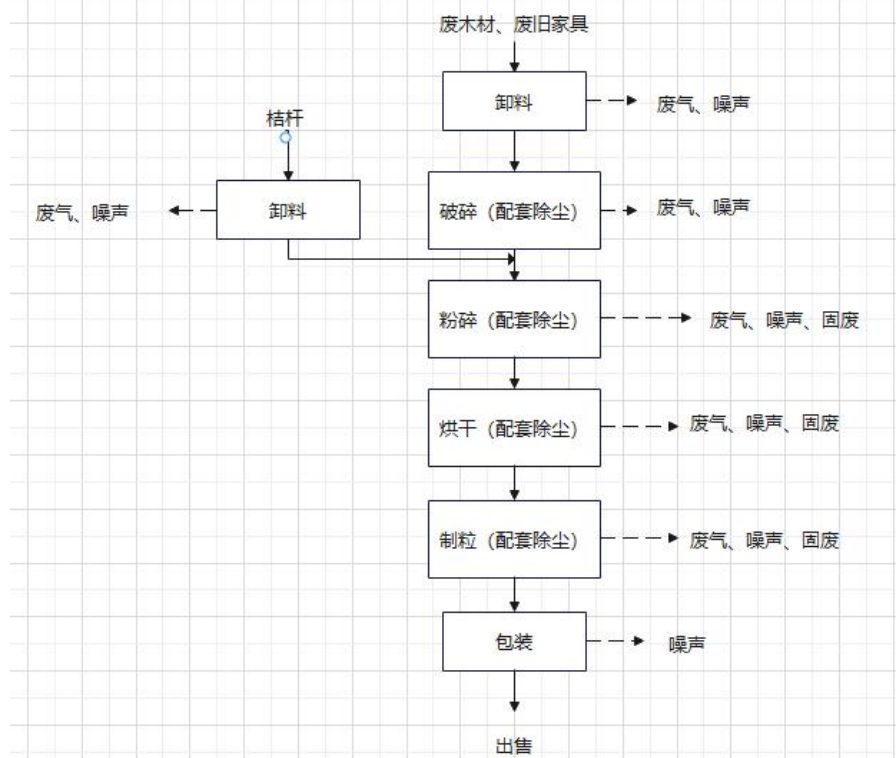 废木材、废旧家具
卸料
废气、噪声
桔杆
卸料
废气、噪声
破碎（配套除尘）
废气、噪声
粉碎（配套除尘）
废气、噪声、固废
烘干（配套除尘）
废气、噪声、固废
制粒（配套除尘）
废气、噪声、固废
包装
噪声
出售